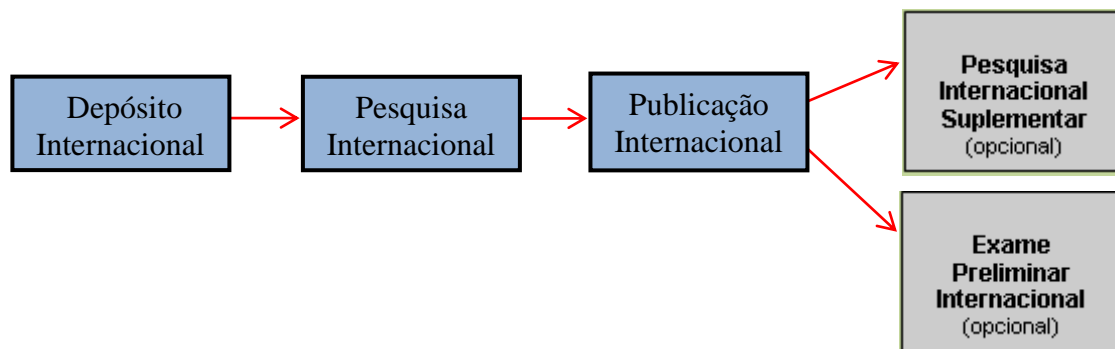 Depósito
Internacional
Pesquisa
Internacional
Publicação
Internacional
Pesquisa
Internacional
Suplementar
(opcional)
Exame
Preliminar
Internacional
(opcional)